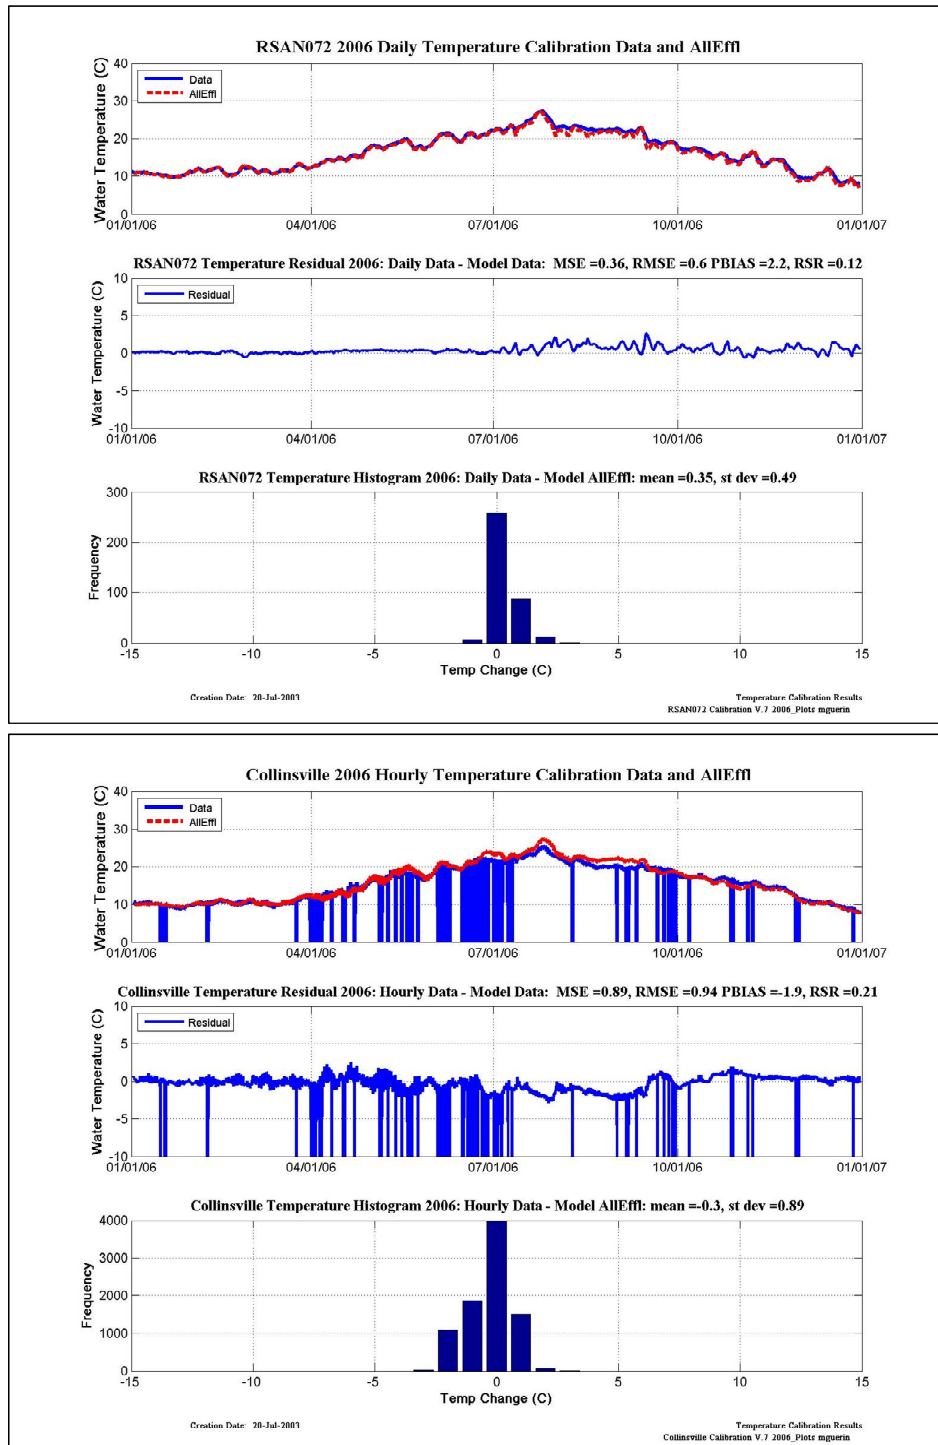 RSAN072 2006 Daily Temperature Calibration Data and AllEffl
Water Temperature (C)
40
30
20
10
0
Data
AllEffl
01/01/06 04/01/06 07/01/06 10/01/06 01/01/07
RSAN072 Temperature Residual 2006: Daily Data - Model Data: MSE =0.36, RMSE =0.6 PBIAS =2.2, RSR =0.12
Water Temperature (C)
10
5
0
-5
-10
Residual
01/01/06 04/01/06 07/01/06 10/01/06 01/01/07
RSAN072 Temperature Histogram 2006: Daily Data - Model AllEffl: mean =0.35, st dev =0.49
Frequency
300
200
100
0
-15 -10 -5 0 5 10 15
Temp Change (C)
Creation Date: 20-Jul-2003
Temperature Calibration Results
RSAN072 Calibration V.7 2006_Plots mguerin
Collinsville 2006 Hourly Temperature Calibration Data and AllEffl
Water Temperature (C)
40
30
20
10
0
Data
AllEffl
01/01/06 04/01/06 07/01/06 10/01/06 01/01/07
Collinsville Temperature Residual 2006: Hourly Data - Model Data: MSE =0.89, RMSE =0.94 PBIAS =-1.9, RSR =0.21
Water Temperature (C)
10
5
0
-5
-10
Residual
01/01/06 04/01/06 07/01/06 10/01/06 01/01/07
Collinsville Temperature Histogram 2006: Hourly Data - Model AllEffl: mean =-0.3, st dev =0.89
Frequency
4000
3000
2000
1000
0
-15 -10 -5 0 5 10 15
Temp Change (C)
Creation Date: 20-Jul-2003
Temperature Calibration Results
Collinsville Calibration V.7 2006_Plots mguerin